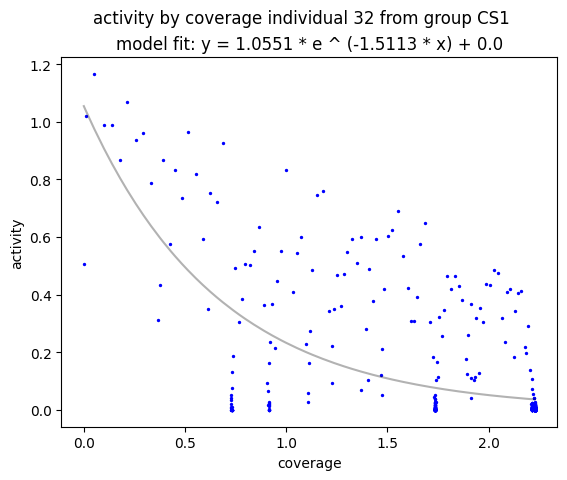 activity by coverage individual 32 from group CS1
model fit: y = 1.0551 * e ^ (-1.5113 * x) + 0.0
1.2
1.0
0.8
0.6
0.4
0.2
0.0
activity
0.0 0.5 1.0 1.5 2.0
coverage